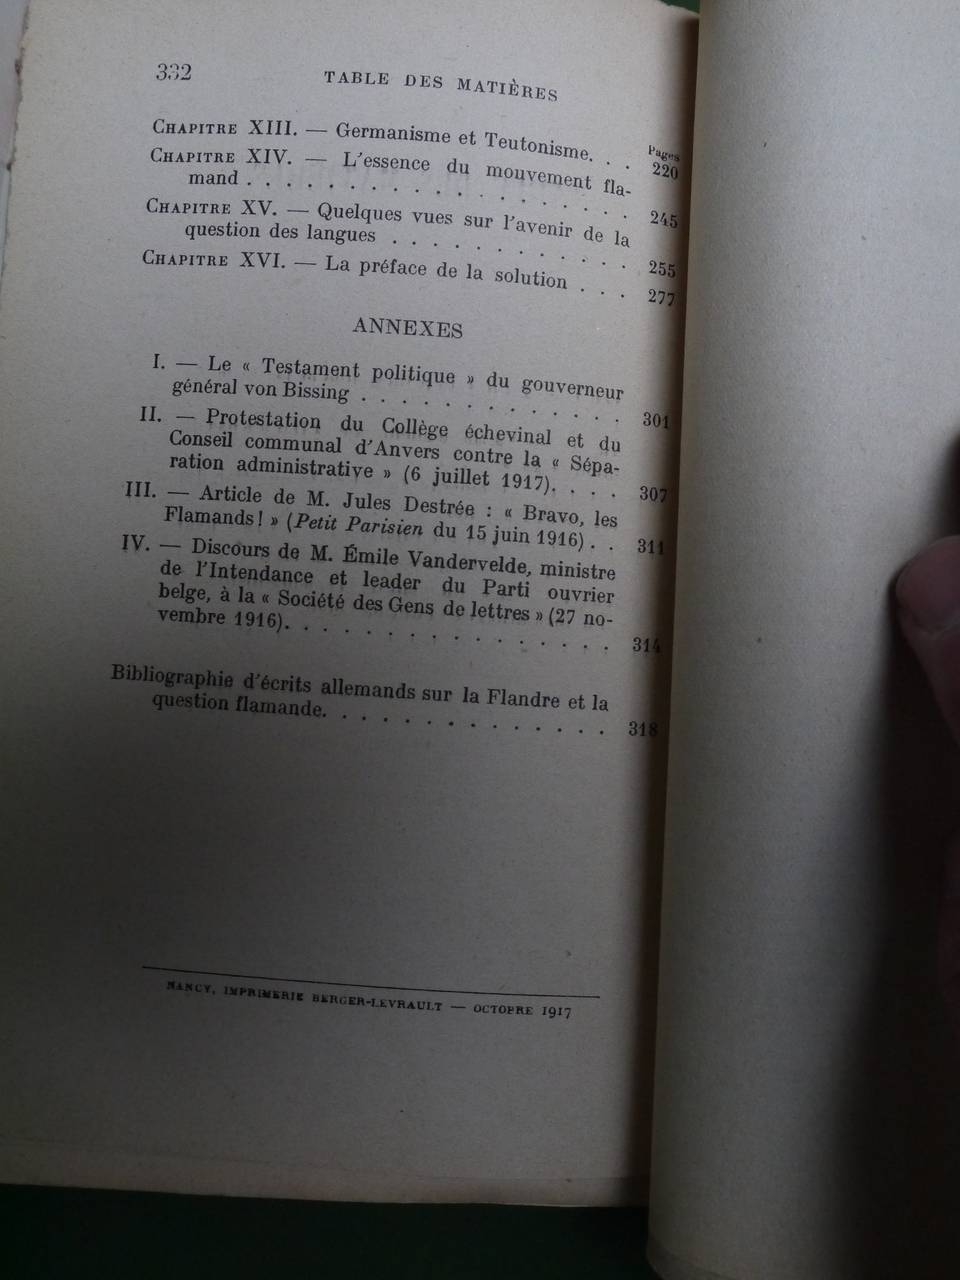 332 TABLE DES MATIÈRES
Pages
CHAPITRE XIII. — Germanisme et Teutonisme. . . 220
CHAPITRE XIV. — L'essence du mouvement fla-
mand . . . . . . . . . . . . . . . . 245
CHAPITRE XV. — Quelques vues sur l'avenir de la
question des langues . . . . . . . . . . 255
CHAPITRE XVI. — La préface de la solution . . . 277
ANNEXES
I. — Le « Testament politique » du gouverneur
général von Bissing . . . . . . . . . . . 301
II. — Protestation du Collège échevinal et du
Conseil communal d'Anvers contre la « Sépa-
ration administrative » (6 juillet 1917). . . . 307
III. — Article de M. Jules Destrée : « Bravo, les
Flamands! » (Petit Parisien du 15 juin 1916) . . 311
IV. — Discours de M. Émile Vandervelde, ministre
de l'Intendance et leader du Parti ouvrier
belge, à la « Société des Gens de lettres » (27 no-
vembre 1916). . . . . . . . . . . . . . . 314
Bibliographie d'écrits allemands sur la Flandre et la
question flamande. . . . . . . . . . . . . 318
NANCY, IMPRIMERIE BERGER-LEVRAULT — OCTOBRE 1917